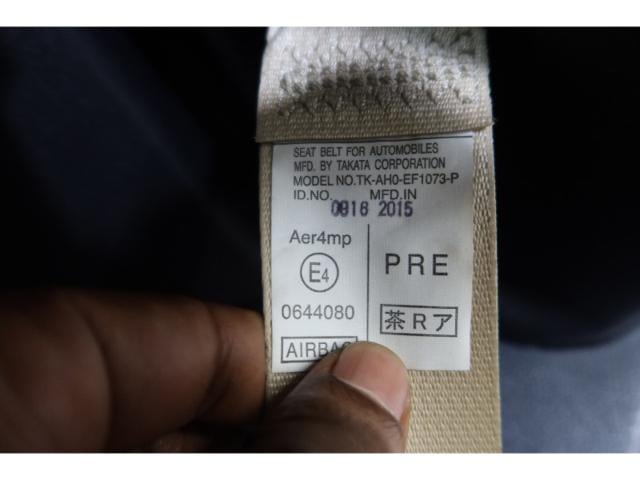 SEAT BELT FOR AUTOMOBILES
MFD. BY TAKATA CORPORATION
MODEL NO.TK-AH0-EF1073-P
ID.NO. MFD.IN
0816 2015
Aer4mp
E4
PRE
0644080
茶Rア